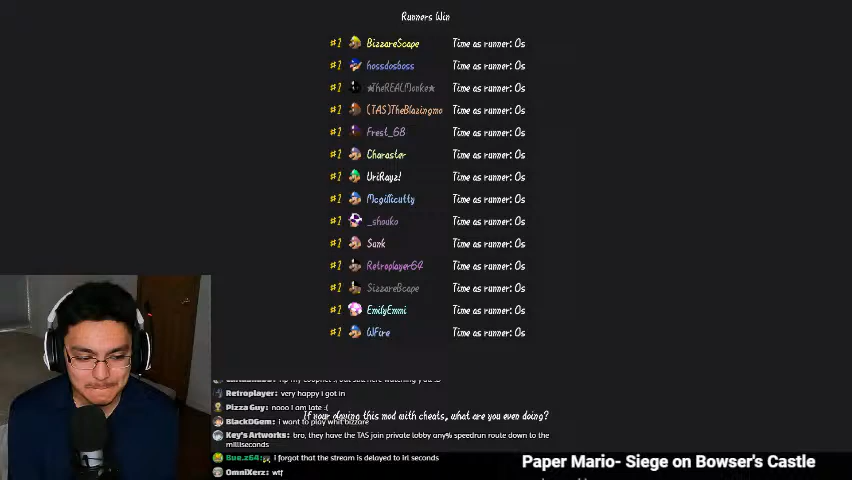 Runners Win
#1 BizzareScape Time as runner: 0s
#1 hossdosboss Time as runner: 0s
#1 ★TheREALMonke★ Time as runner: 0s
#1 (TAS)TheBlazingmo Time as runner: 0s
#1 Frest_68 Time as runner: 0s
#1 Charaster Time as runner: 0s
#1 UriRayz! Time as runner: 0s
#1 Mcgillicutty Time as runner: 0s
#1 _shouko Time as runner: 0s
#1 Sunk Time as runner: 0s
#1 Retroplayer64 Time as runner: 0s
#1 SizzareBcape Time as runner: 0s
#1 EmilyEmmi Time as runner: 0s
#1 WFire Time as runner: 0s
Retroplayer: very happy I got in
Pizza Guy: nooo I am late :(
If your playing this mod with cheats, what are you even doing?
BlackDGem: i want to play whit bizzare
Key's Artworks: bro, they have the TAS join private lobby any% speedrun route down to the
milliseconds
Bue.z64: i forgot that the stream is delayed to irl seconds
OmniXerz: wtf
Paper Mario- Siege on Bowser's Castle